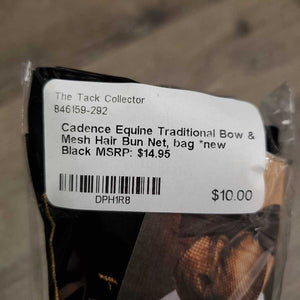 The Tack Collector
846159-292
Cadence Equine Traditional Bow &
Mesh Hair Bun Net, bag *new
Black MSRP: $14.95
DPH1R8
$10.00